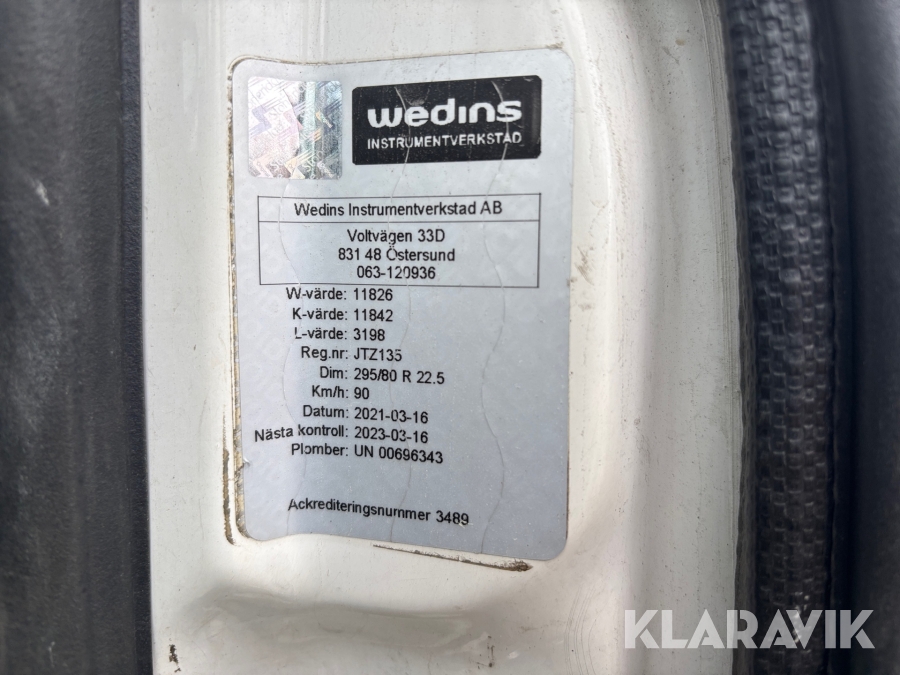 wedins
INSTRUMENTVERKSTAD
Wedins Instrumentverkstad AB
Voltvägen 33D
831 48 Östersund
063-120936
W-värde: 11826
K-värde: 11842
L-värde: 3198
Reg.nr: JTZ135
Dim: 295/80 R 22.5
Km/h: 90
Datum: 2021-03-16
Nästa kontroll: 2023-03-16
Plomber: UN 00696343
Ackrediteringsnummer 3489
KLARAVIK